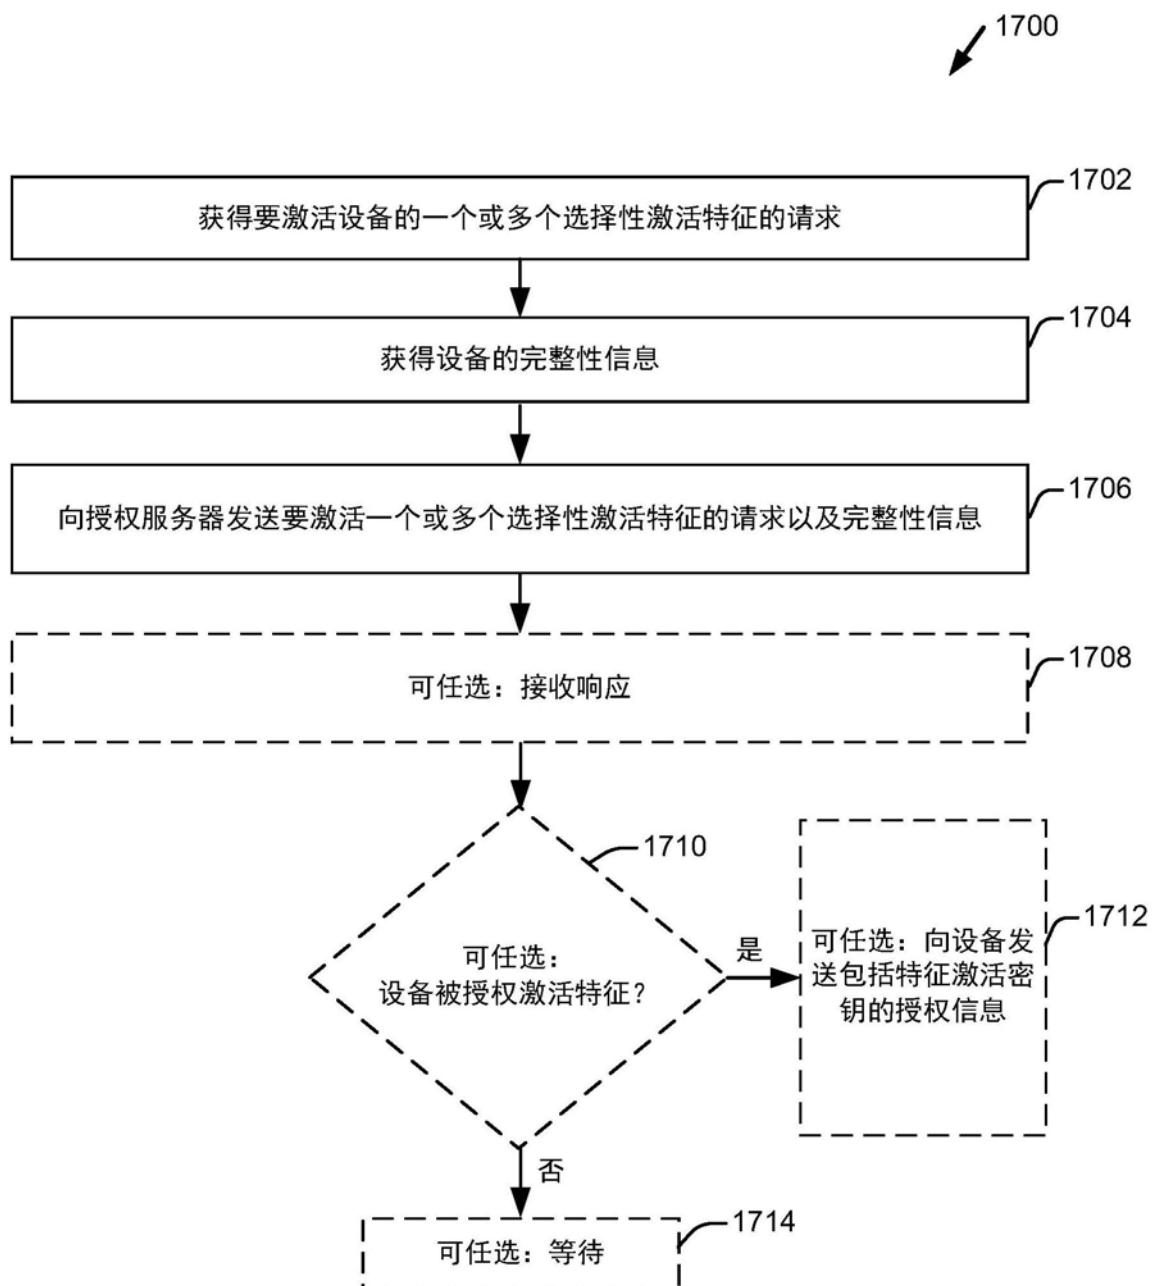 1700
1702
获得要激活设备的一个或多个选择性激活特征的请求
1704
获得设备的完整性信息
1706
向授权服务器发送要激活一个或多个选择性激活特征的请求以及完整性信息
1708
可任选：接收响应
1710
可任选：
设备被授权激活特征？
是
1712
可任选：向设备发
送包括特征激活密
钥的授权信息
否
1714
可任选：等待